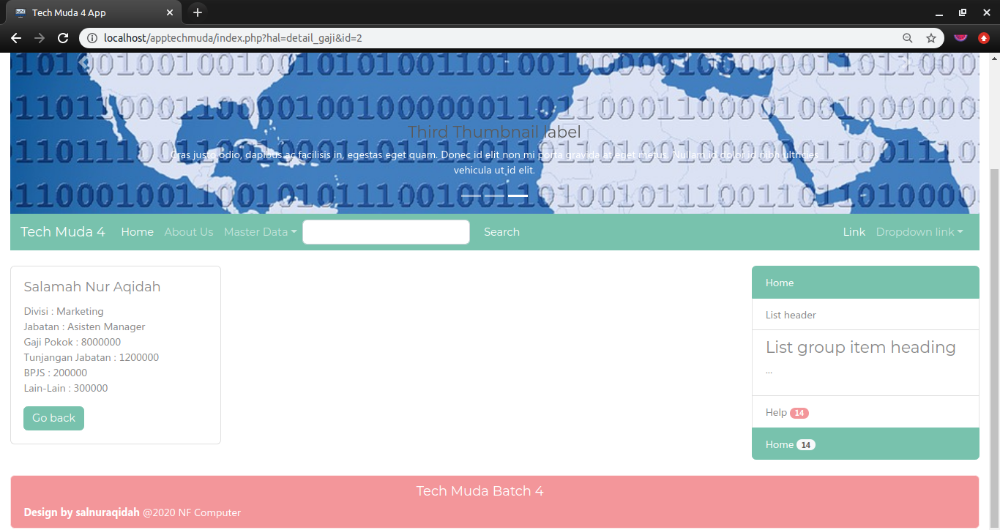 Tech Muda 4 App
localhost/apptechmuda/index.php?hal=detail_gaji&id=2
Third Thumbnail label
Cras justo odio, dapibus ac facilisis in, egestas eget quam. Donec id elit non mi porta gravida at eget metus. Nullam id dolor id nibh ultricies
vehicula ut id elit.
Tech Muda 4 Home About Us Master Data Search Link Dropdown link
Salamah Nur Aqidah
Divisi : Marketing
Jabatan : Asisten Manager
Gaji Pokok : 8000000
Tunjangan Jabatan : 1200000
BPJS : 200000
Lain-Lain : 300000
Go back
Home
List header
List group item heading
...
Help 14
Home 14
Tech Muda Batch 4
Design by salnuraqidah @2020 NF Computer